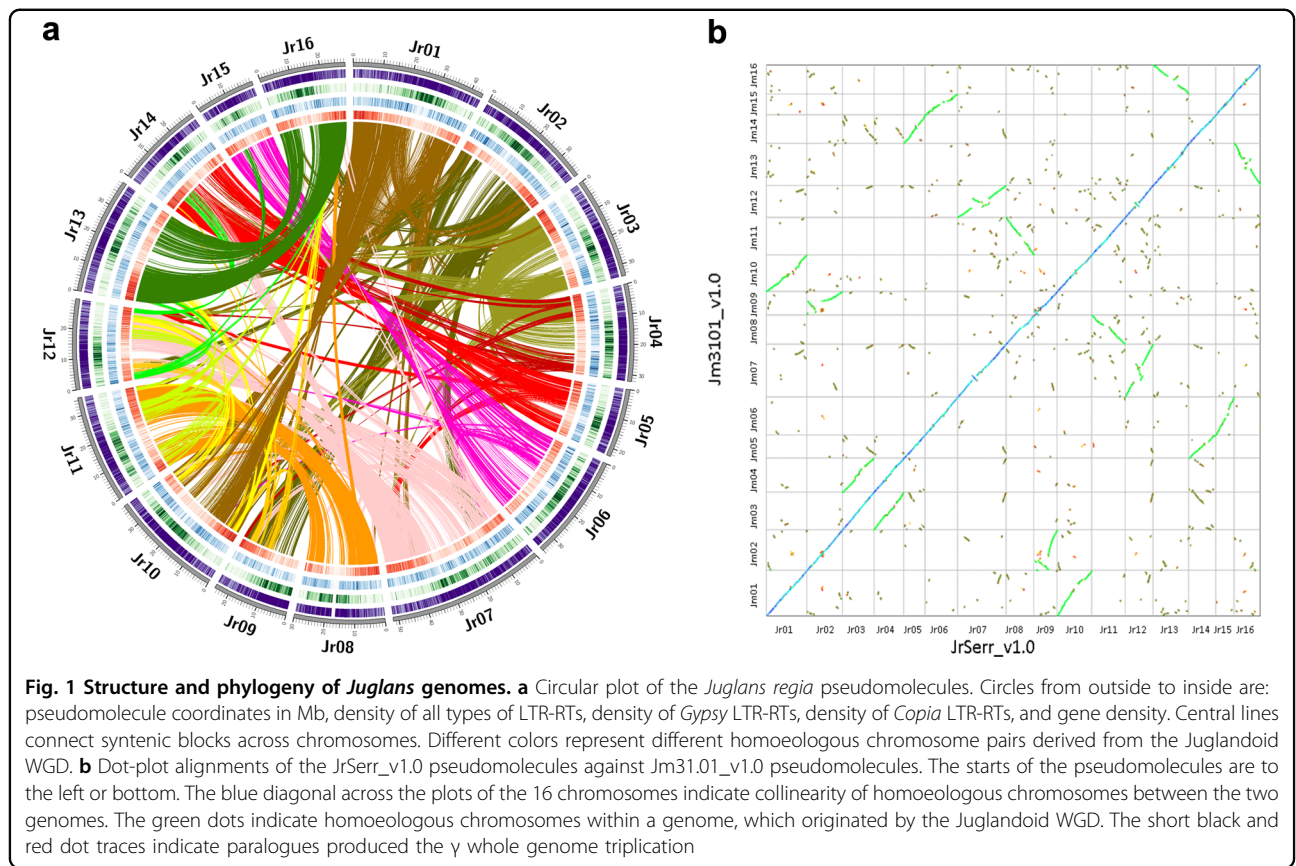 a
b
Jr01
Jr02
Jr03
Jr04
Jr05
Jr06
Jr07
Jr08
Jr09
Jr10
Jr11
Jr12
Jr13
Jr14
Jr15
Jr16
Jm3101_v1.0
Jm16
Jm15
Jm14
Jm13
Jm12
Jm11
Jm10
Jm09
Jm08
Jm07
Jm06
Jm05
Jm04
Jm03
Jm02
Jm01
Jr01 Jr02 Jr03 Jr04 Jr05 Jr06 Jr07 Jr08 Jr09 Jr10 Jr11 Jr12 Jr13 Jr14 Jr15 Jr16
JrSerr_v1.0
Fig. 1 Structure and phylogeny of Juglans genomes. a Circular plot of the Juglans regia pseudomolecules. Circles from outside to inside are:
pseudomolecule coordinates in Mb, density of all types of LTR-RTs, density of Gypsy LTR-RTs, density of Copia LTR-RTs, and gene density. Central lines
connect syntenic blocks across chromosomes. Different colors represent different homoeologous chromosome pairs derived from the Juglandoid
WGD. b Dot-plot alignments of the JrSerr_v1.0 pseudomolecules against Jm31.01_v1.0 pseudomolecules. The starts of the pseudomolecules are to
the left or bottom. The blue diagonal across the plots of the 16 chromosomes indicate collinearity of homoeologous chromosomes between the two
genomes. The green dots indicate homoeologous chromosomes within a genome, which originated by the Juglandoid WGD. The short black and
red dot traces indicate paralogues produced the γ whole genome triplication